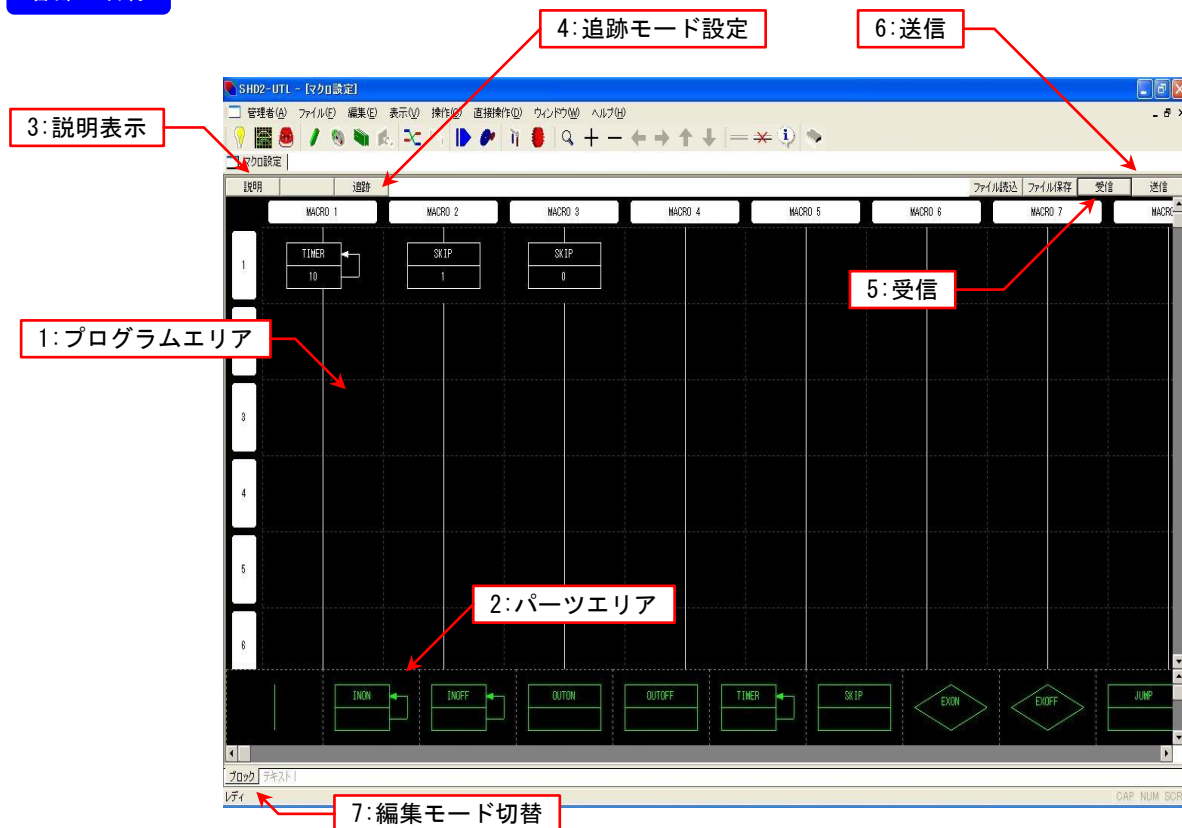 4:追跡モード設定
6:送信
3:説明表示
SHD2-UTL - [マクロ設定]
管理者(A) ファイル(F) 編集(E) 表示(V) 操作(O) 直接操作(D) ウィンドウ(W) ヘルプ(H)
マクロ設定
説明 追跡 ファイル読込 ファイル保存 受信 送信
MACRO 1 MACRO 2 MACRO 3 MACRO 4 MACRO 5 MACRO 6 MACRO 7
1 TIMER SKIP SKIP
10 1 0
5:受信
1:プログラムエリア
3
4
5
2:パーツエリア
6
INON INOFF OUTON OUTOFF TIMER SKIP EXON EXOFF JUMP
ブロック テキスト
レディ CAP NUM SCR
7:編集モード切替